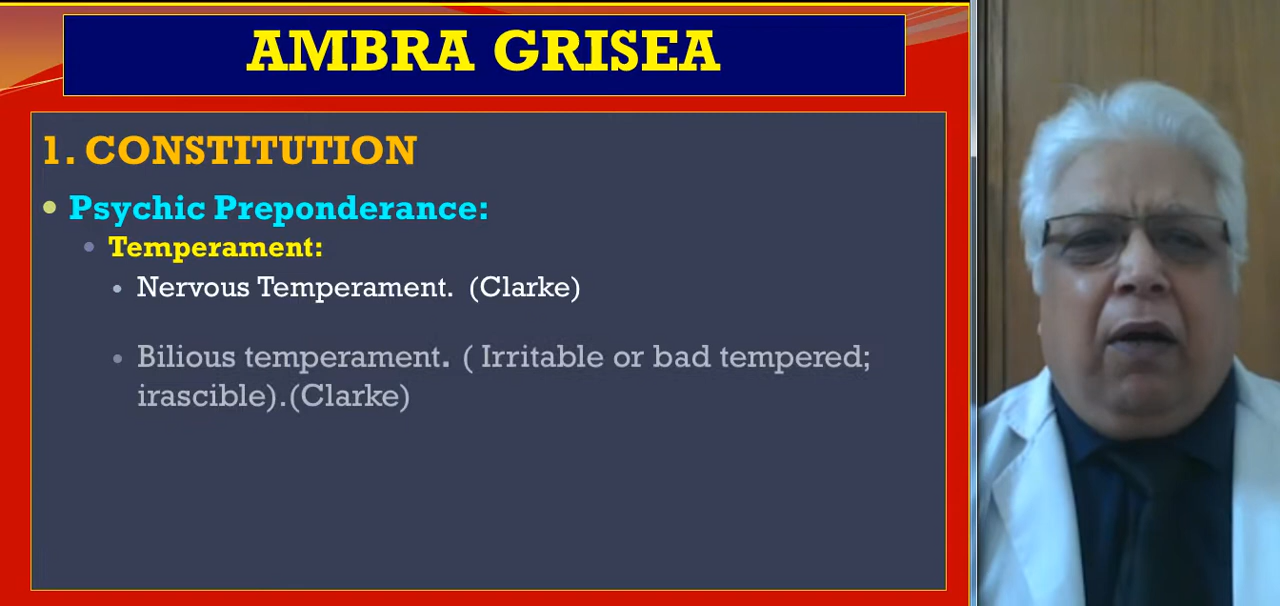 AMBRA GRISEA
1. CONSTITUTION
Psychic Preponderance:
Temperament:
Nervous Temperament. (Clarke)
Bilious temperament. ( Irritable or bad tempered;
irascible).(Clarke)